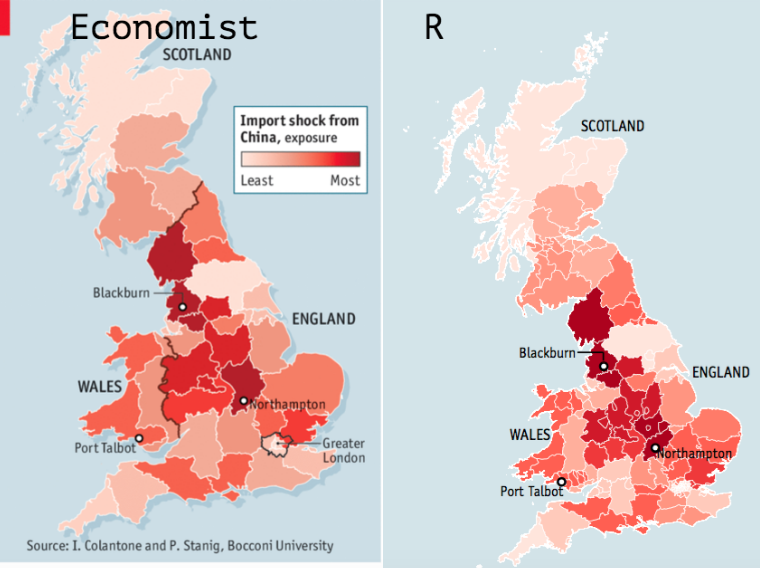 Economist
SCOTLAND
Import shock from
China, exposure
Least Most
Blackburn
ENGLAND
WALES
Northampton
Port Talbot
Greater
London
Source: I. Colantone and P. Stanig, Bocconi University
R
SCOTLAND
Blackburn
ENGLAND
WALES
Northampton
Port Talbot